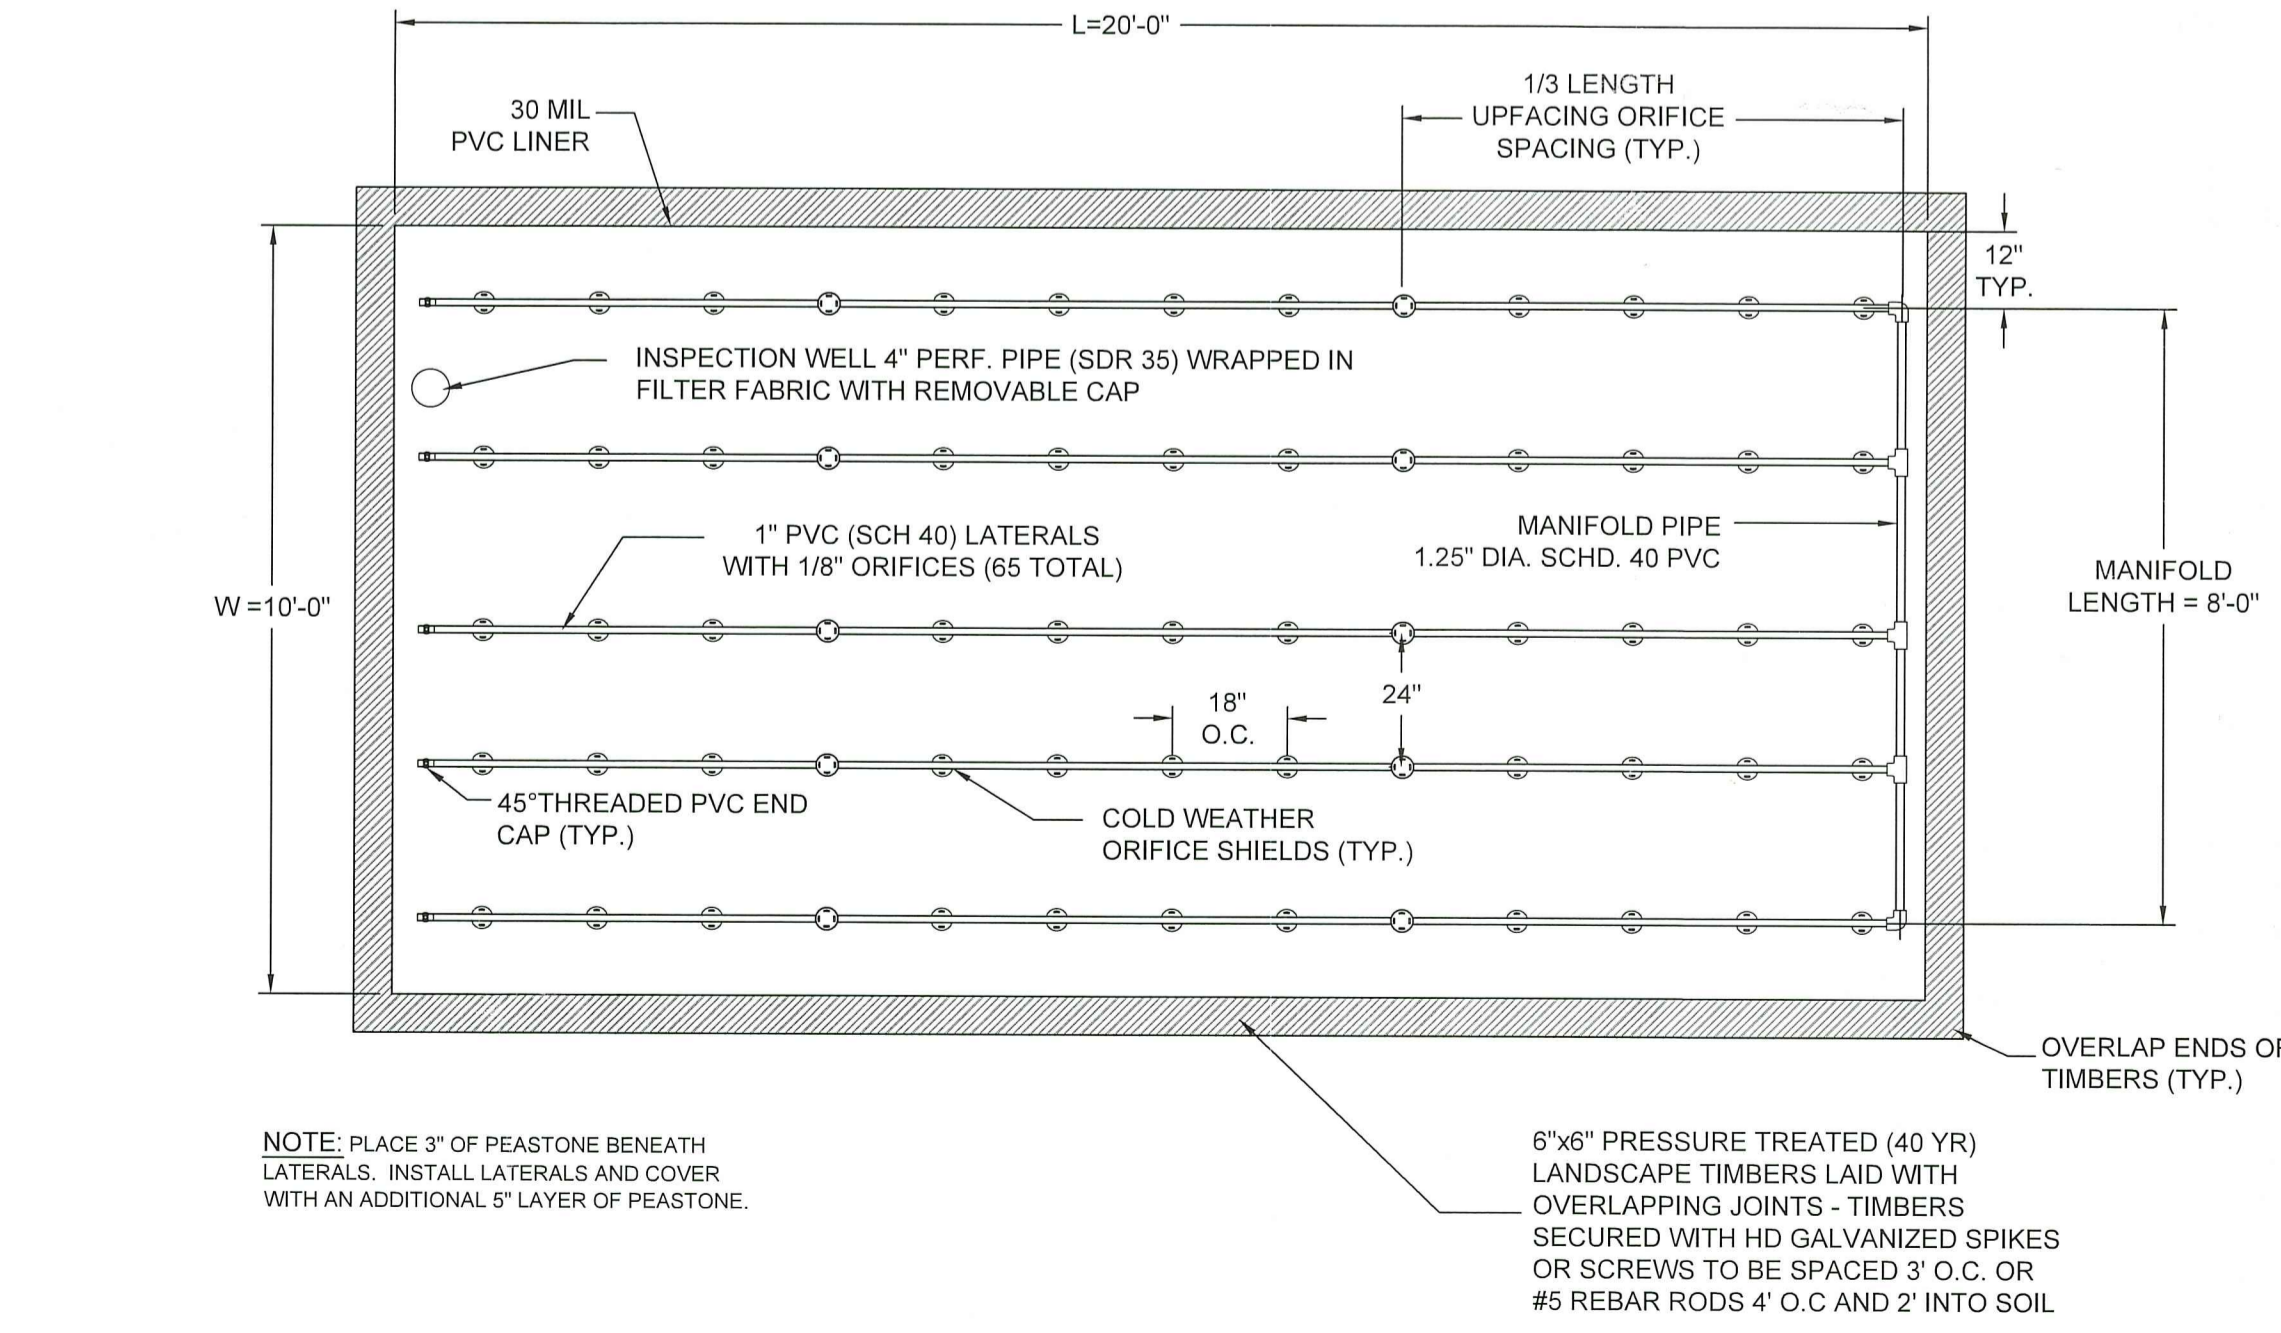 L=20'-0"
1/3 LENGTH
UPFACING ORIFICE
SPACING (TYP.)
30 MIL
PVC LINER
12"
TYP.
INSPECTION WELL 4" PERF. PIPE (SDR 35) WRAPPED IN
FILTER FABRIC WITH REMOVABLE CAP
1" PVC (SCH 40) LATERALS
WITH 1/8" ORIFICES (65 TOTAL)
MANIFOLD PIPE
1.25" DIA. SCHD. 40 PVC
MANIFOLD
LENGTH = 8'-0"
W =10'-0"
18"
O.C.
24"
45°THREADED PVC END
CAP (TYP.)
COLD WEATHER
ORIFICE SHIELDS (TYP.)
OVERLAP ENDS OF
TIMBERS (TYP.)
NOTE: PLACE 3" OF PEASTONE BENEATH
LATERALS. INSTALL LATERALS AND COVER
WITH AN ADDITIONAL 5" LAYER OF PEASTONE.
6"x6" PRESSURE TREATED (40 YR)
LANDSCAPE TIMBERS LAID WITH
OVERLAPPING JOINTS - TIMBERS
SECURED WITH HD GALVANIZED SPIKES
OR SCREWS TO BE SPACED 3' O.C. OR
#5 REBAR RODS 4' O.C AND 2' INTO SOIL